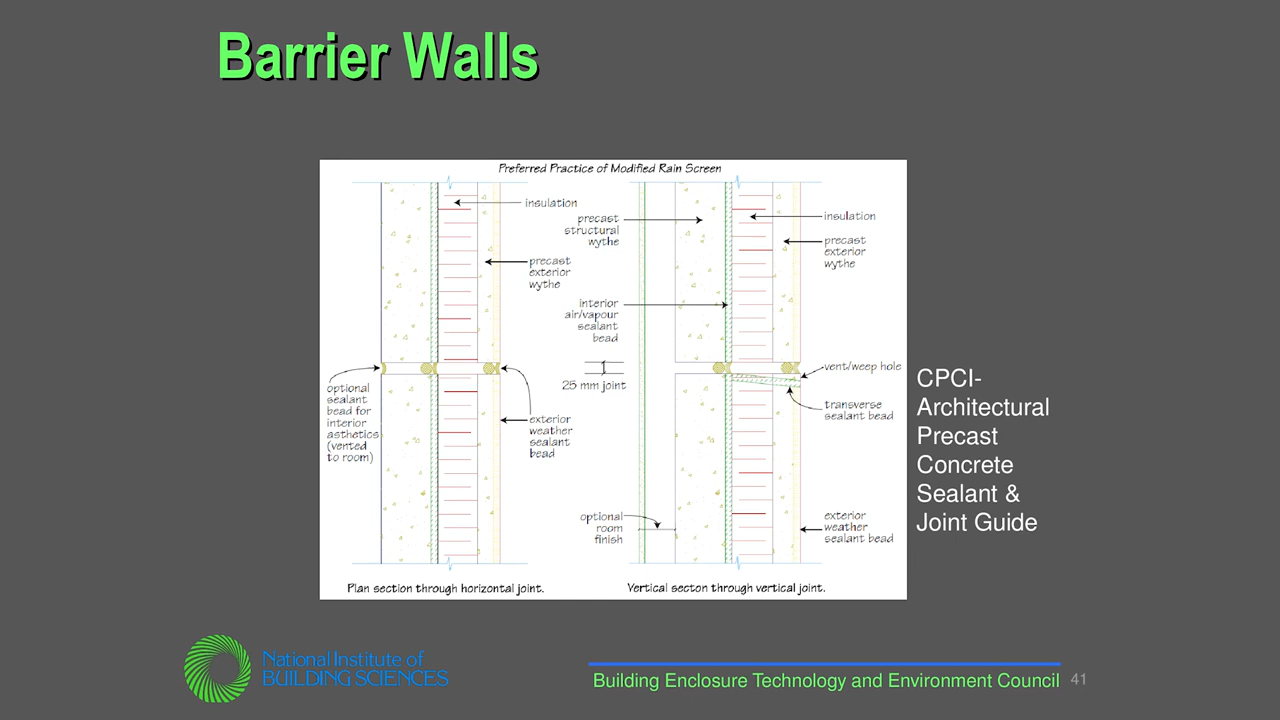 Barrier Walls
Preferred Practice of Modified Rain Screen
insulation
precast
exterior
wythe
optional
sealant
bead for
interior
asthetics
(vented
to room)
exterior
weather
sealant
bead
Plan section through horizontal joint.
precast
structural
wythe
interior
air/vapour
sealant
bead
25 mm joint
optional
room
finish
insulation
precast
exterior
wythe
vent/weep hole
transverse
sealant bead
exterior
weather
sealant bead
Vertical secton through vertical joint.
CPCI-
Architectural
Precast
Concrete
Sealant &
Joint Guide
National Institute of
BUILDING SCIENCES
Building Enclosure Technology and Environment Council
41